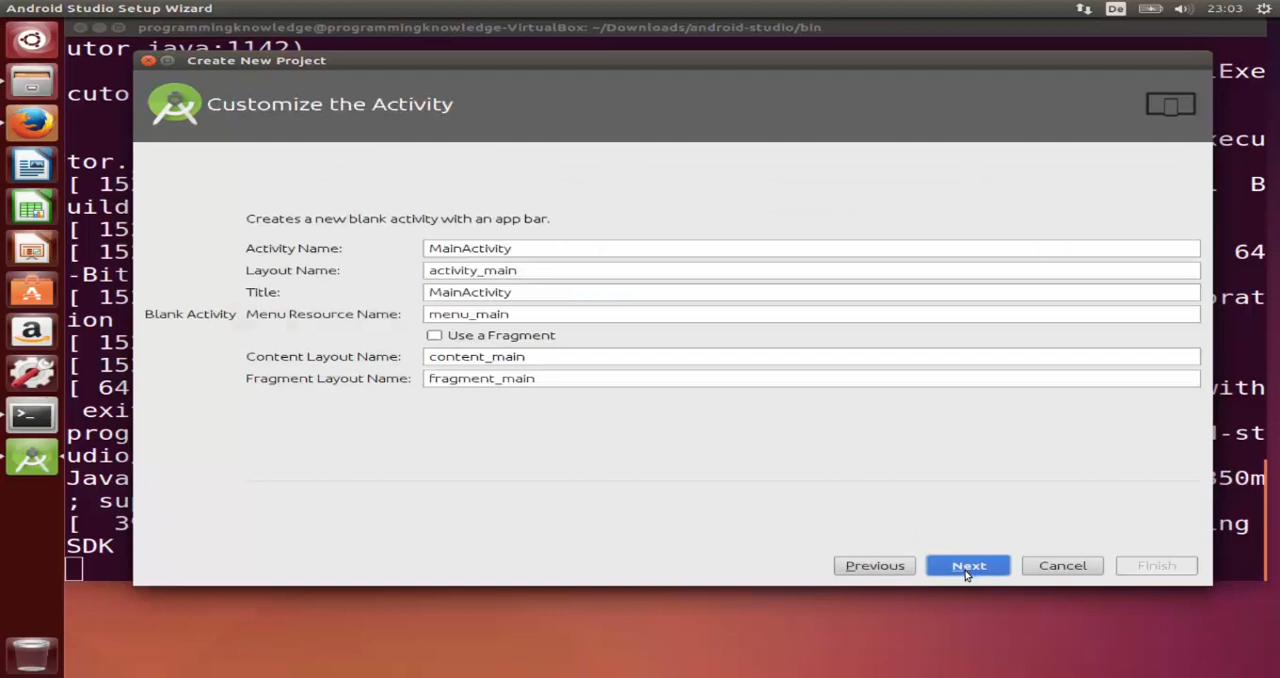 Android Studio Setup Wizard
De
23:03
programmingknowledge@programmingknowledge-VirtualBox: ~/Downloads/android-studio/bin
utor.java:1142)
Create New Project
Customize the Activity
Exe
cuto
ecu
tor.
[ 15
B
uild
[ 15
[ 15
64
-Bit
[ 15
orat
ion
[ 15
[ 15
[ 64
with
exi
prog
d-st
udio
Java
350m
; su
[ 39
ng
SDK
Creates a new blank activity with an app bar.
Activity Name:
MainActivity
Layout Name:
activity_main
Title:
MainActivity
Blank Activity
Menu Resource Name:
menu_main
Use a Fragment
Content Layout Name:
content_main
Fragment Layout Name:
fragment_main
Previous
Next
Cancel
Finish